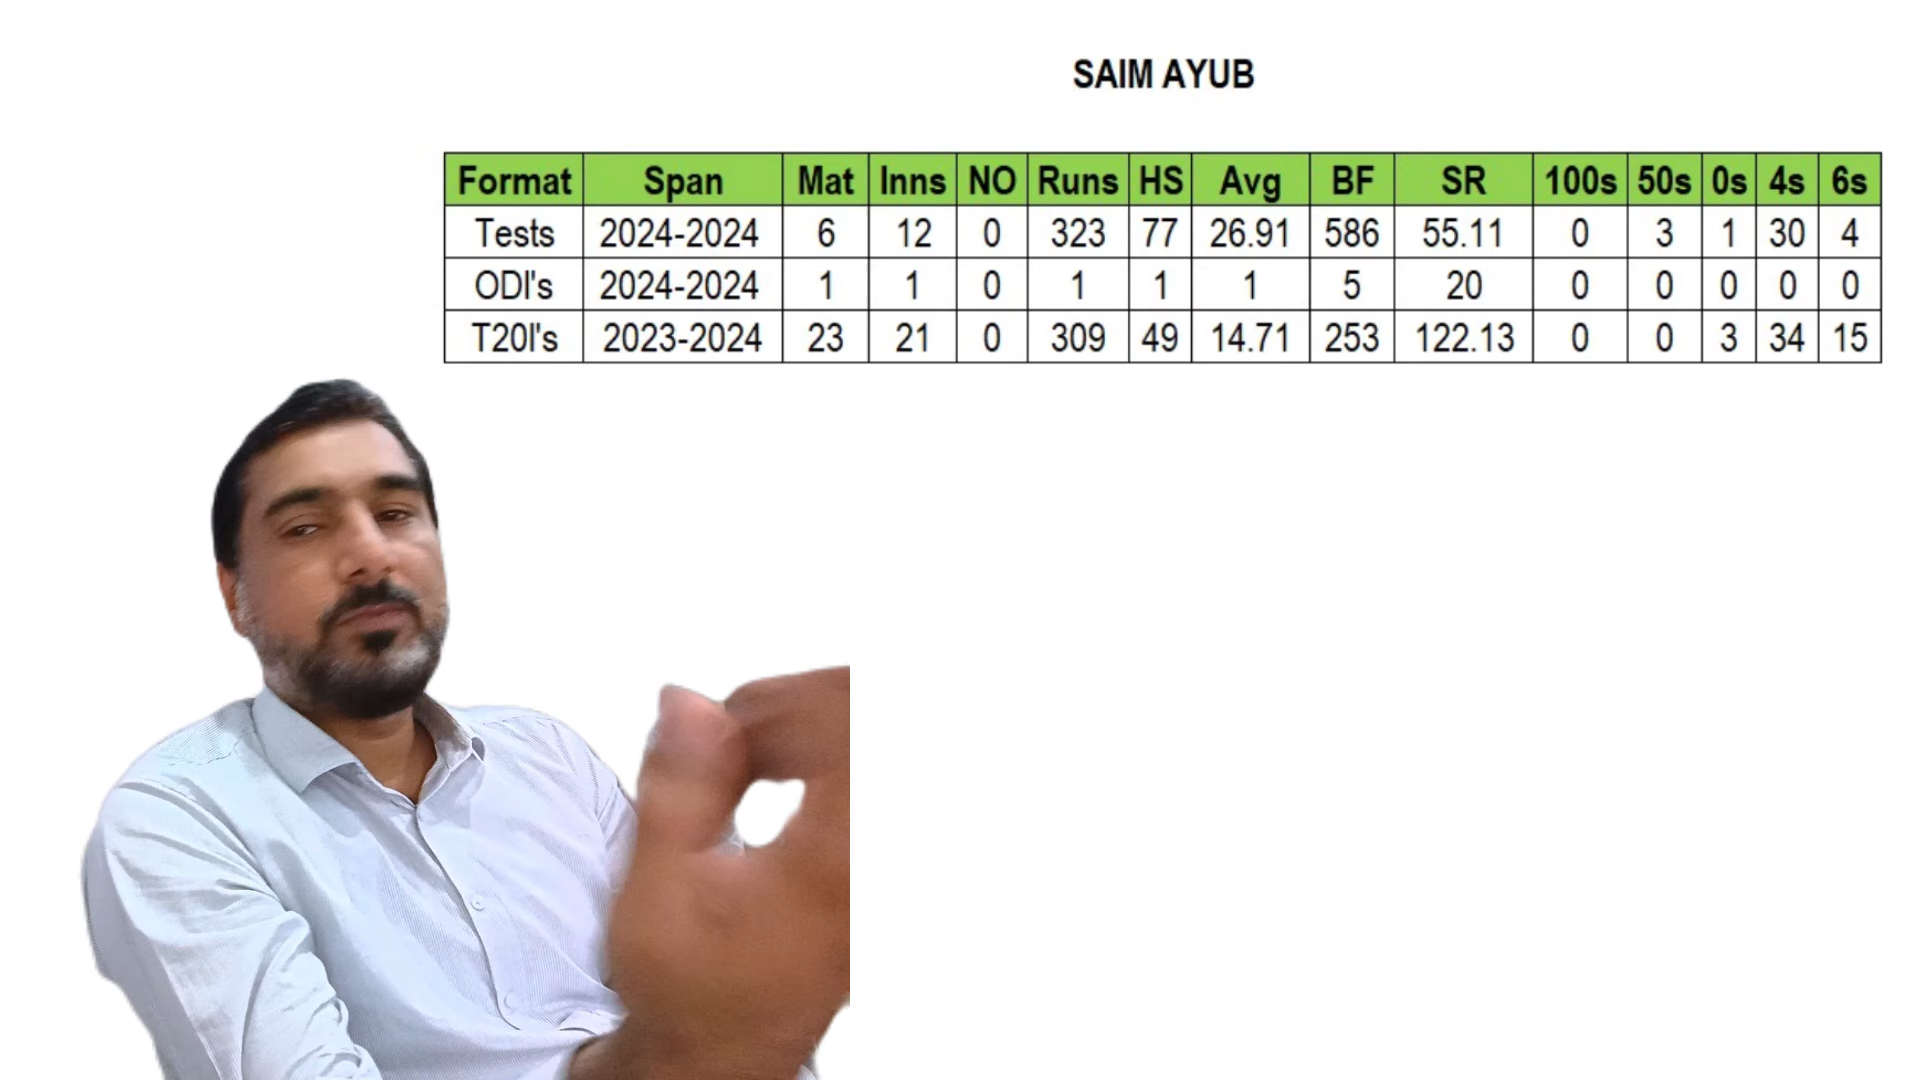 SAIM AYUB
Format Span Mat Inns NO Runs HS Avg BF SR 100s 50s 0s 4s 6s
Tests 2024-2024 6 12 0 323 77 26.91 586 55.11 0 3 1 30 4
ODI's 2024-2024 1 1 0 1 1 1 5 20 0 0 0 0 0
T20I's 2023-2024 23 21 0 309 49 14.71 253 122.13 0 0 3 34 15